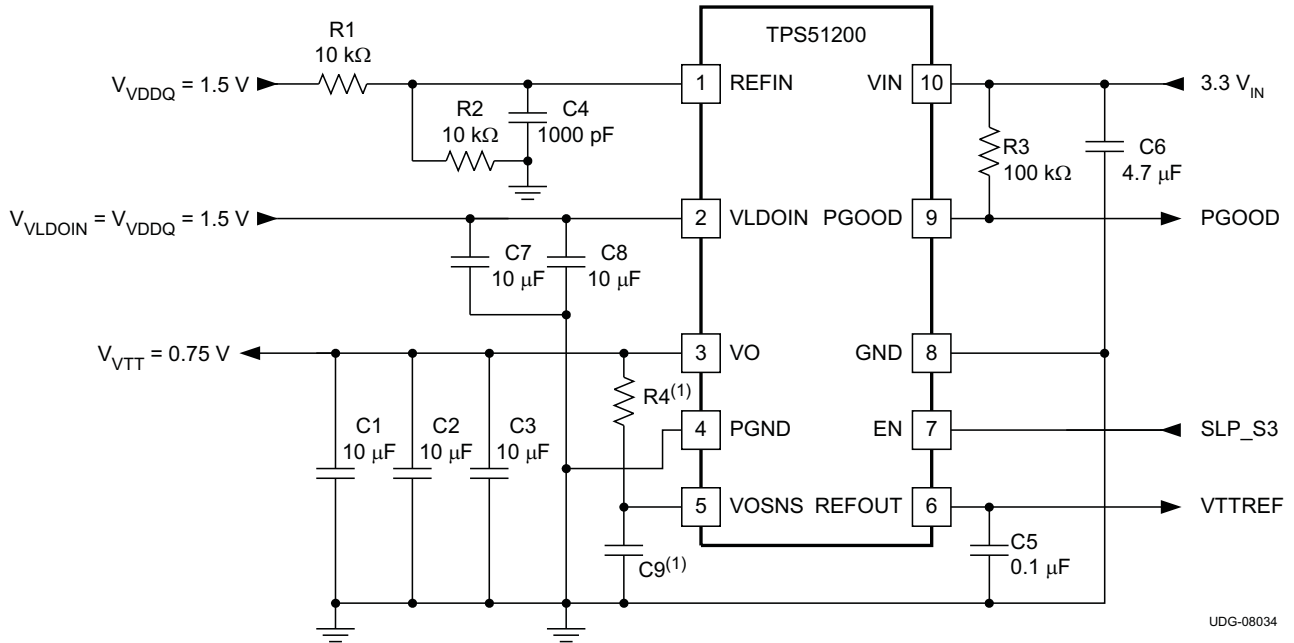 TPS51200
R1
10 kΩ
V_VDDQ = 1.5 V
1
REFIN
VIN
10
3.3 V_IN
R2
10 kΩ
C4
1000 pF
R3
100 kΩ
C6
4.7 μF
V_VLDOIN = V_VDDQ = 1.5 V
2
VLDOIN
PGOOD
9
PGOOD
C7
10 μF
C8
10 μF
V_VTT = 0.75 V
3
VO
GND
8
R4(1)
C1
10 μF
C2
10 μF
C3
10 μF
4
PGND
EN
7
SLP_S3
5
VOSNS
REFOUT
6
VTTREF
C9(1)
C5
0.1 μF
UDG-08034